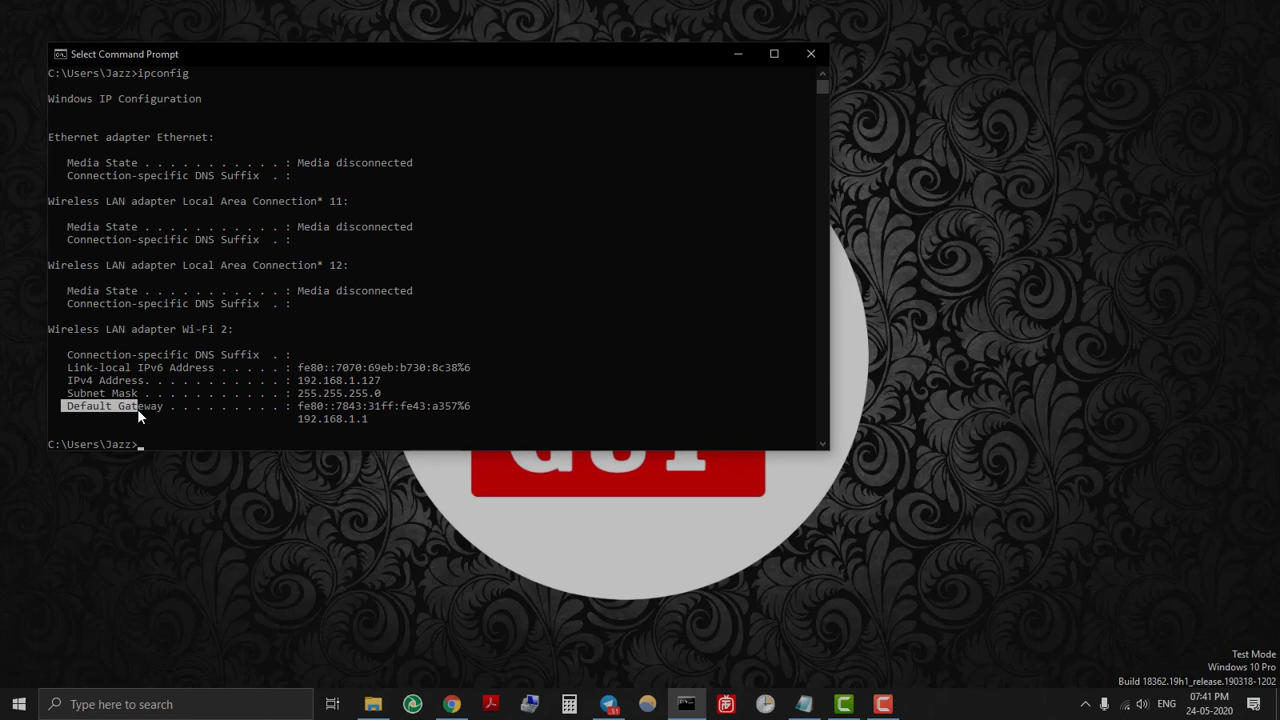 Select Command Prompt
C:\Users\Jazz>ipconfig
Windows IP Configuration
Ethernet adapter Ethernet:
Media State . . . . . . . . . . . : Media disconnected
Connection-specific DNS Suffix  . :
Wireless LAN adapter Local Area Connection* 11:
Media State . . . . . . . . . . . : Media disconnected
Connection-specific DNS Suffix  . :
Wireless LAN adapter Local Area Connection* 12:
Media State . . . . . . . . . . . : Media disconnected
Connection-specific DNS Suffix  . :
Wireless LAN adapter Wi-Fi 2:
Connection-specific DNS Suffix  . :
Link-local IPv6 Address . . . . . : fe80::7070:69eb:b730:8c38%6
IPv4 Address. . . . . . . . . . . : 192.168.1.127
Subnet Mask . . . . . . . . . . . : 255.255.255.0
Default Gateway . . . . . . . . . : fe80::7843:31ff:fe43:a357%6
192.168.1.1
C:\Users\Jazz>
Test Mode
Windows 10 Pro
Build 18362.19h1_release.190318-1202
Type here to search
ENG
07:41 PM
24-05-2020